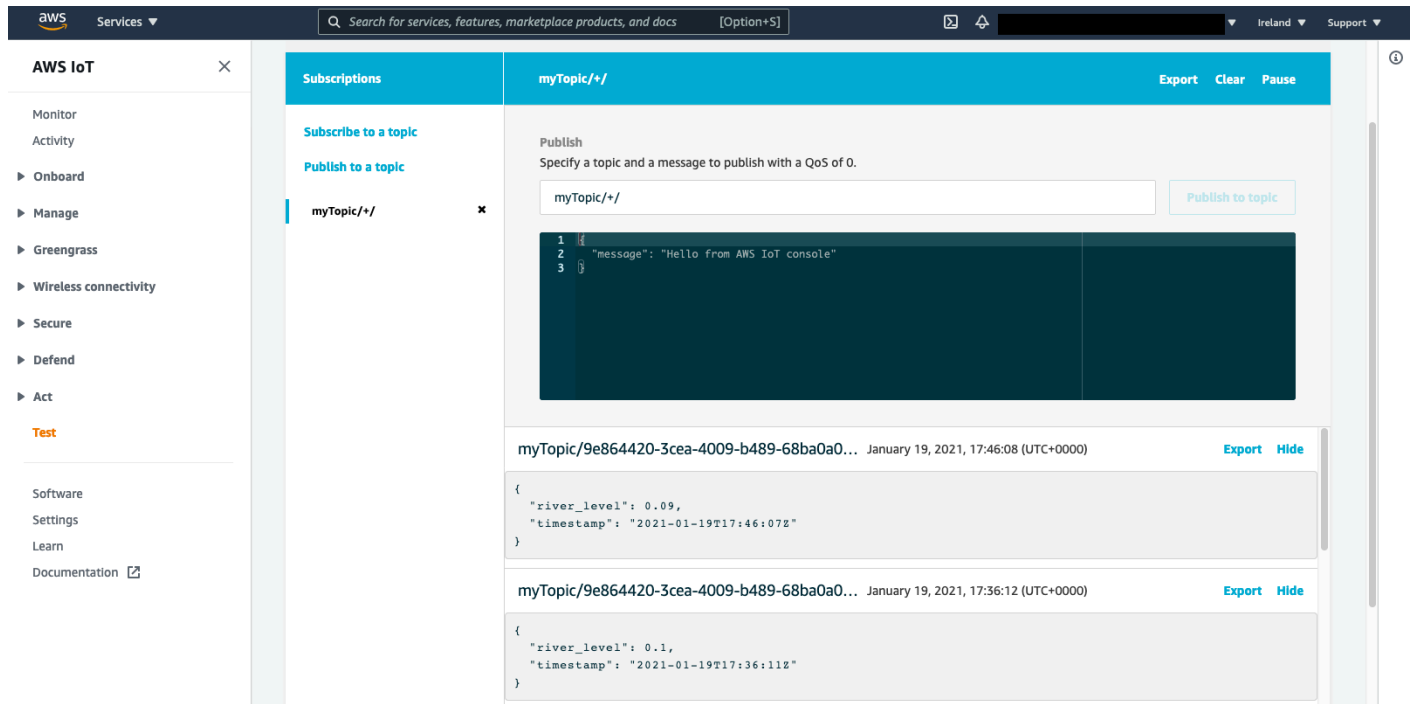 aws Services ▼ Search for services, features, marketplace products, and docs [Option+S] ▼ Ireland ▼ Support ▼
AWS IoT
Monitor
Activity
Onboard
Manage
Greengrass
Wireless connectivity
Secure
Defend
Act
Test
Software
Settings
Learn
Documentation
Subscriptions
Subscribe to a topic
Publish to a topic
myTopic/+/ ×
myTopic/+/ Export Clear Pause
Publish
Specify a topic and a message to publish with a QoS of 0.
myTopic/+/ Publish to topic
1 {
2 "message": "Hello from AWS IoT console"
3 }
myTopic/9e864420-3cea-4009-b489-68ba0a0... January 19, 2021, 17:46:08 (UTC+0000) Export Hide
{
"river_level": 0.09,
"timestamp": "2021-01-19T17:46:07Z"
}
myTopic/9e864420-3cea-4009-b489-68ba0a0... January 19, 2021, 17:36:12 (UTC+0000) Export Hide
{
"river_level": 0.1,
"timestamp": "2021-01-19T17:36:11Z"
}